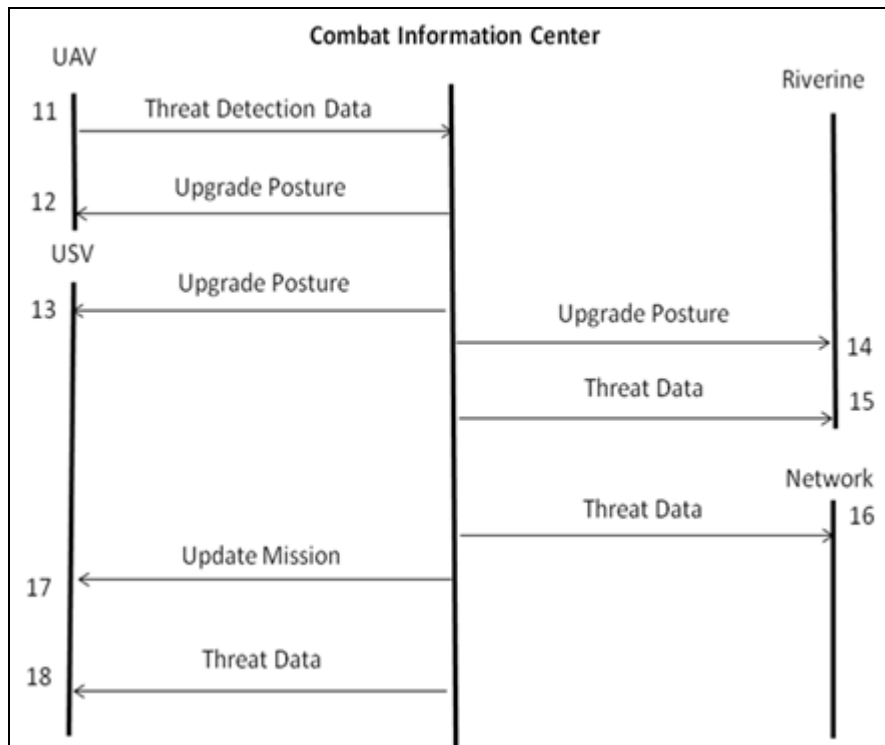 Combat Information Center
UAV
Riverine
11
Threat Detection Data
Upgrade Posture
12
USV
Upgrade Posture
13
Upgrade Posture
14
Threat Data
15
Network
Threat Data
16
Update Mission
17
Threat Data
18